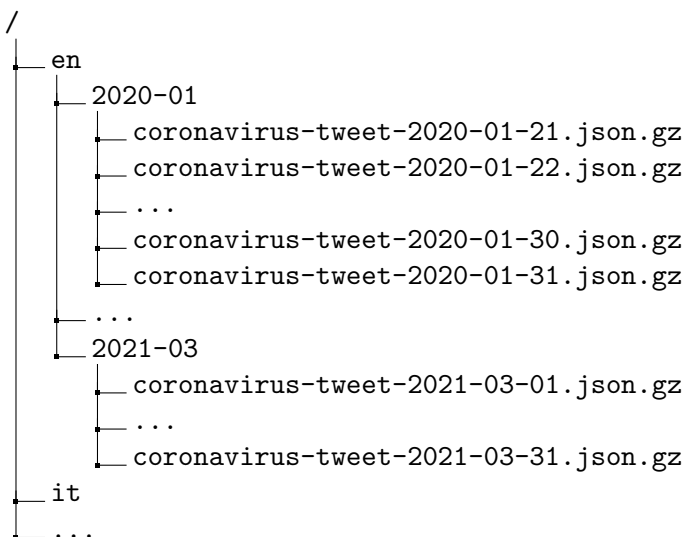 /
en
2020-01
coronavirus-tweet-2020-01-21.json.gz
coronavirus-tweet-2020-01-22.json.gz
...
coronavirus-tweet-2020-01-30.json.gz
coronavirus-tweet-2020-01-31.json.gz
...
2021-03
coronavirus-tweet-2021-03-01.json.gz
...
coronavirus-tweet-2021-03-31.json.gz
it
...